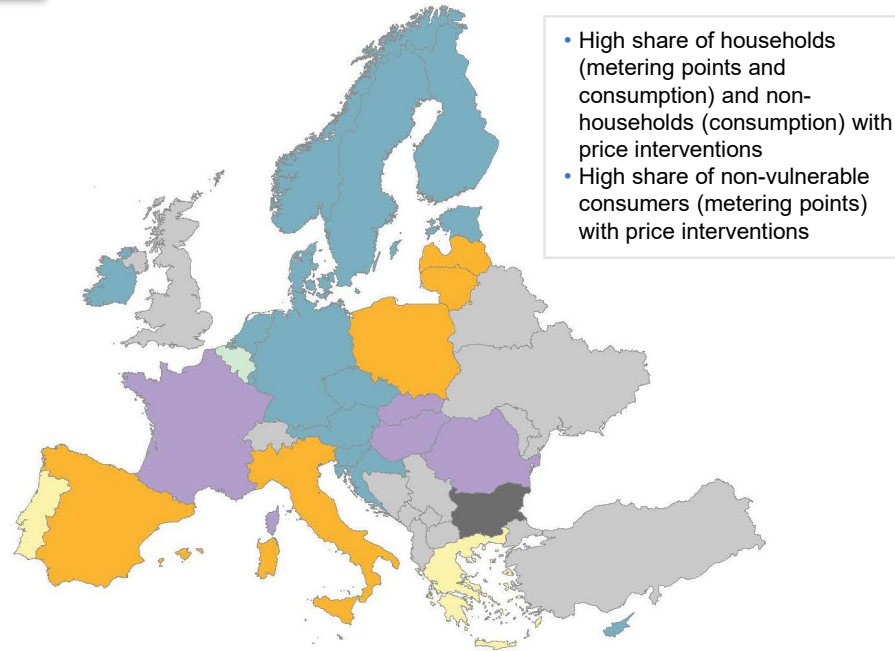 • High share of households
(metering points and
consumption) and non-
households (consumption) with
price interventions
• High share of non-vulnerable
consumers (metering points)
with price interventions